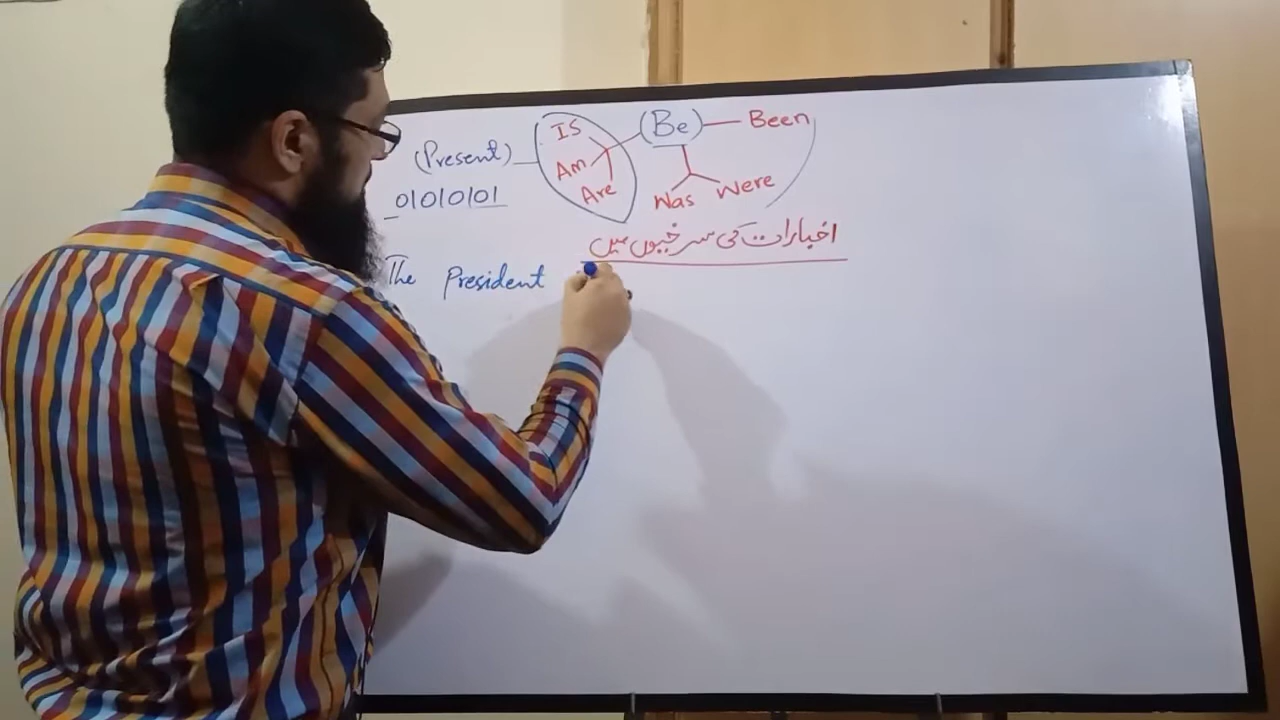 IS (Be) Been
(Present) Am Are Was Were
01010101
اخبارات کی سرخیوں میں
The President